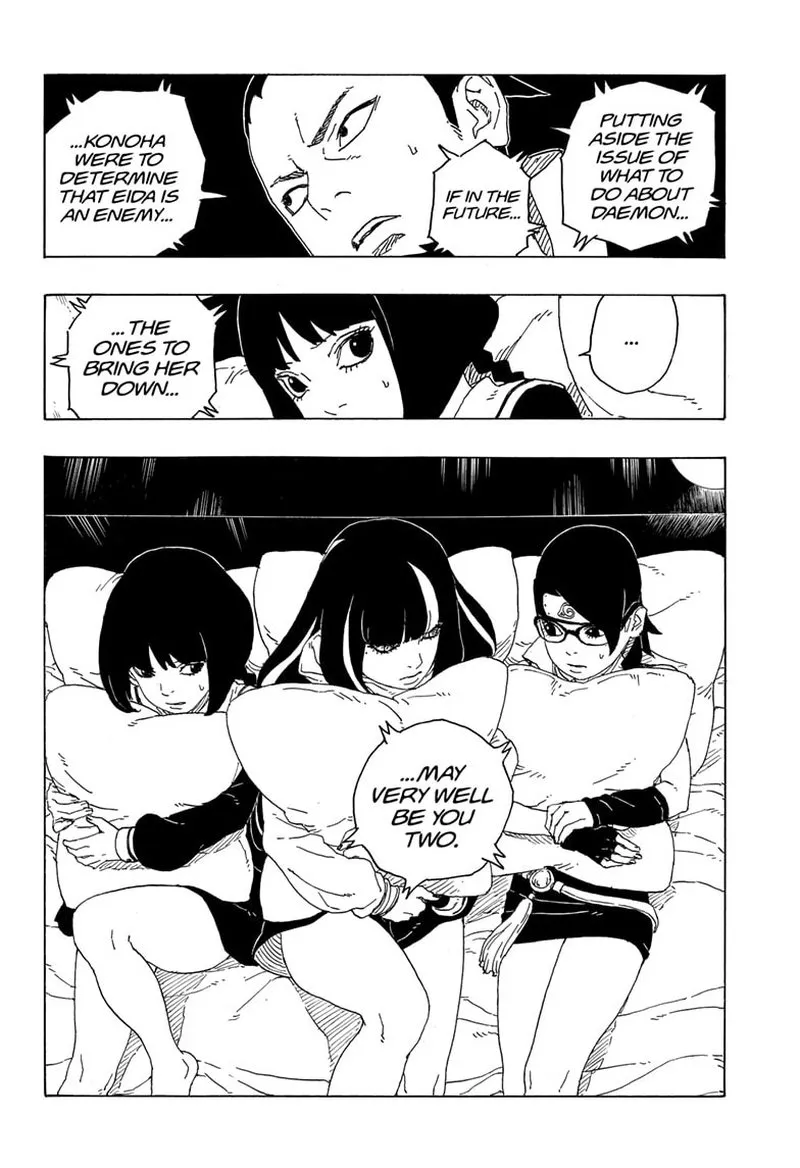 PUTTING
ASIDE THE
ISSUE OF
WHAT TO
DO ABOUT
DAEMON...
IF IN THE
FUTURE...
...KONOHA
WERE TO
DETERMINE
THAT EIDA IS
AN ENEMY...
...
...THE
ONES TO
BRING HER
DOWN...
...MAY
VERY WELL
BE YOU
TWO.